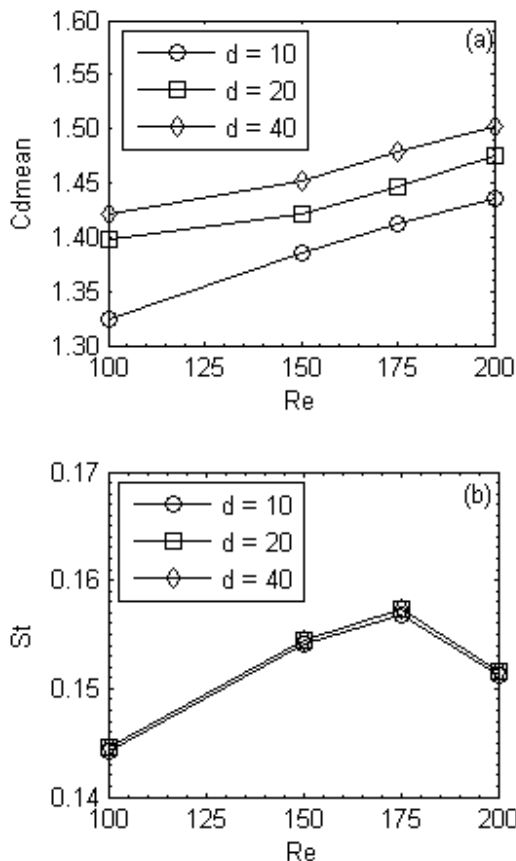 1.60
(a)
d = 10
1.55
d = 20
1.50
d = 40
Cdmean
1.45
1.40
1.35
1.30
100 125 150 175 200
Re
0.17
(b)
d = 10
d = 20
0.16
d = 40
St
0.15
0.14
100 125 150 175 200
Re